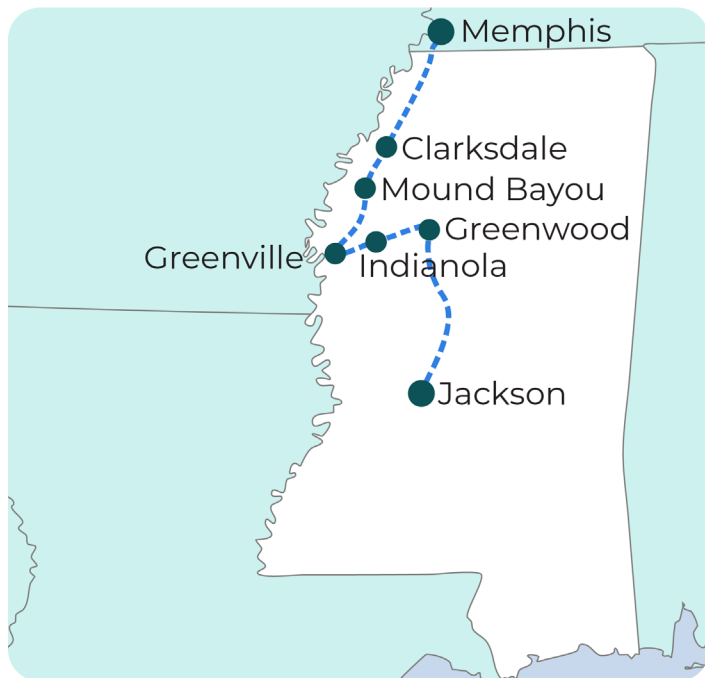 Memphis
Clarksdale
Mound Bayou
Greenwood
Greenville
Indianola
Jackson